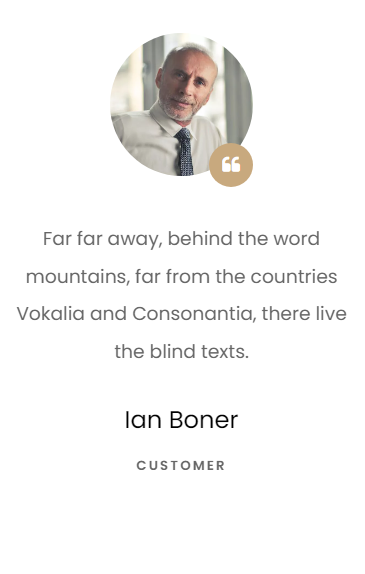 Far far away, behind the word
mountains, far from the countries
Vokalia and Consonantia, there live
the blind texts.
Ian Boner
CUSTOMER